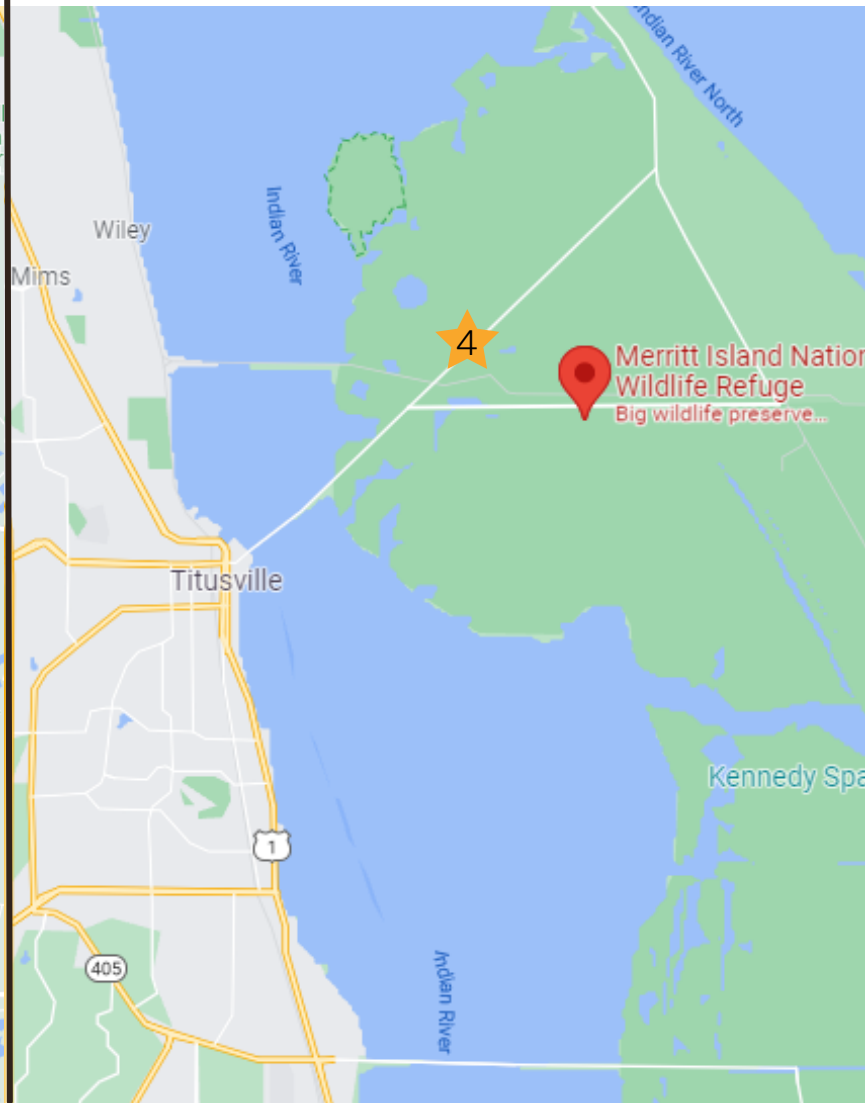 Indian River North
Wiley
Indian River
Mims
4
Merritt Island Nation
Wildlife Refuge
Big wildlife preserve...
Titusville
Kennedy Spa
1
405
Indian River